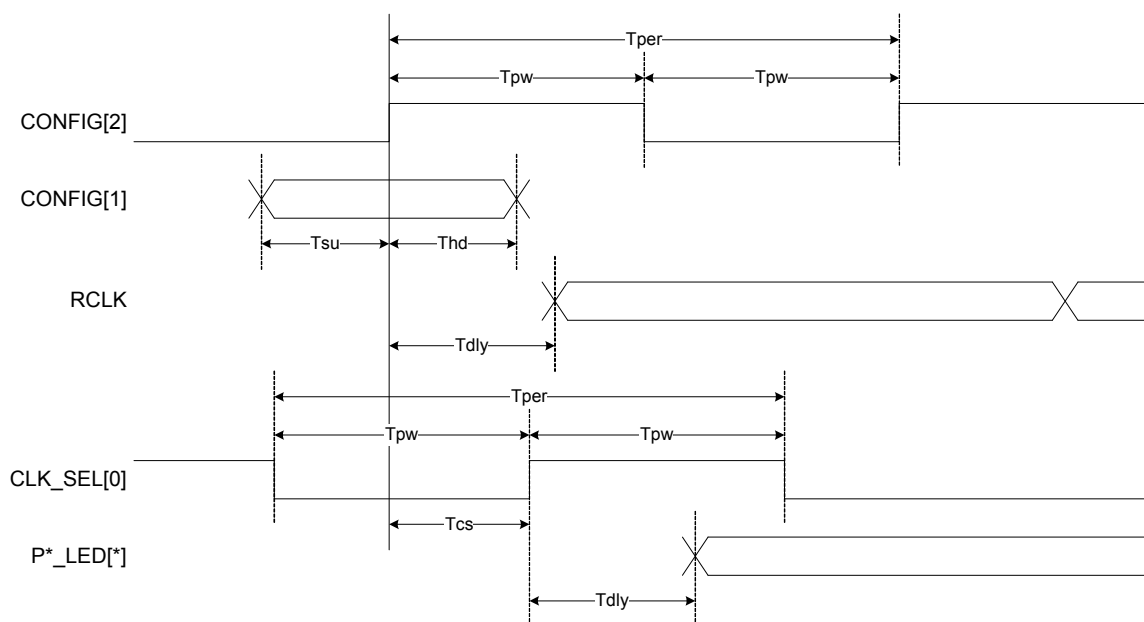 Tper
Tpw Tpw
CONFIG[2]
CONFIG[1]
Tsu Thd
RCLK
Tdly
Tper
Tpw Tpw
CLK_SEL[0]
Tcs
P*_LED[*]
Tdly